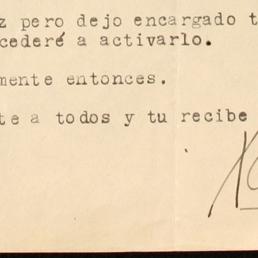 z pero dejo encargado t
cederé a activarlo.
mente entonces.
te a todos y tu recibe